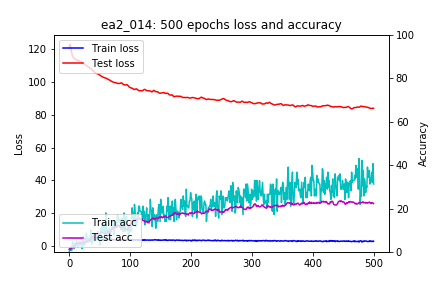 ea2_014: 500 epochs loss and accuracy
Train loss
Test loss
Train acc
Test acc
Loss
Accuracy
120
100
80
60
40
20
0
100
80
60
40
20
0
0
100
200
300
400
500